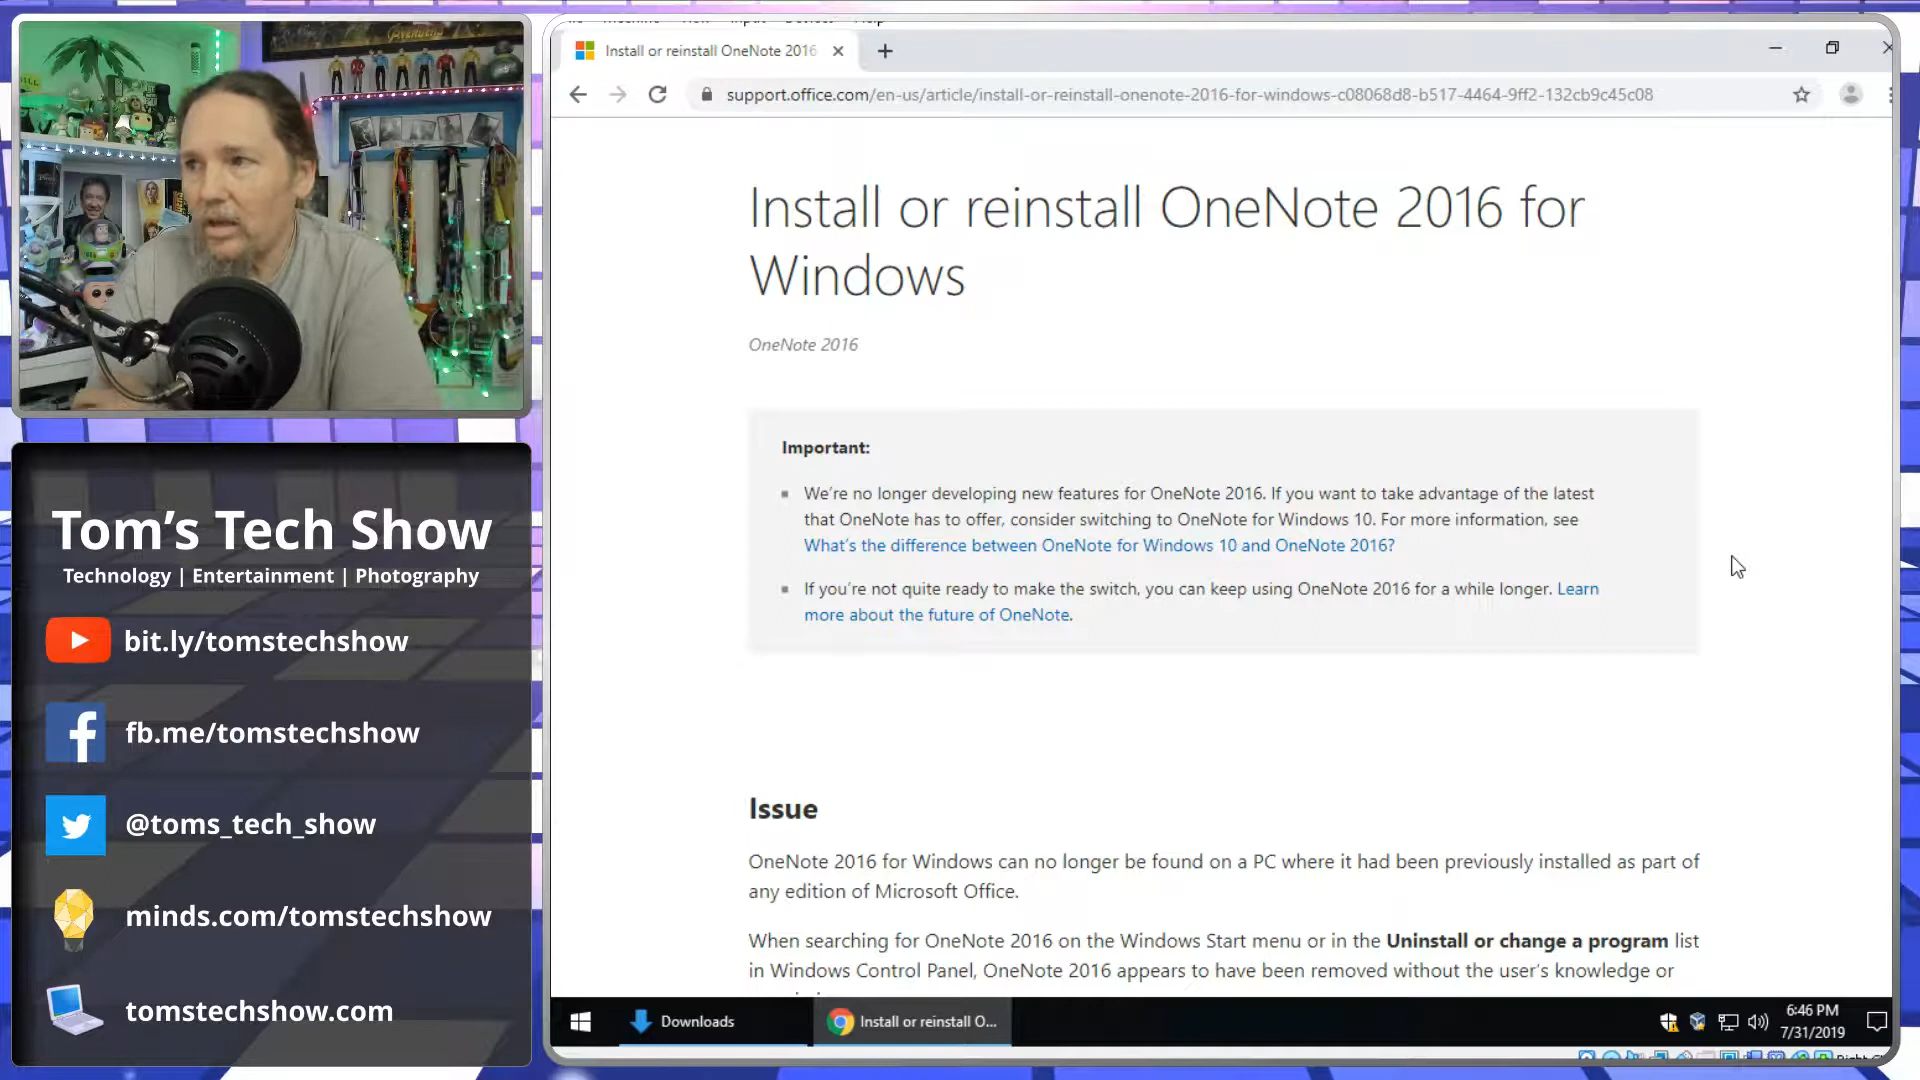 Install or reinstall OneNote 2016
support.office.com/en-us/article/install-or-reinstall-onenote-2016-for-windows-c08068d8-b517-4464-9ff2-132cb9c45c08
Install or reinstall OneNote 2016 for
Windows
OneNote 2016
Important:
We're no longer developing new features for OneNote 2016. If you want to take advantage of the latest
that OneNote has to offer, consider switching to OneNote for Windows 10. For more information, see
What's the difference between OneNote for Windows 10 and OneNote 2016?
If you're not quite ready to make the switch, you can keep using OneNote 2016 for a while longer. Learn
more about the future of OneNote.
Issue
OneNote 2016 for Windows can no longer be found on a PC where it had been previously installed as part of
any edition of Microsoft Office.
When searching for OneNote 2016 on the Windows Start menu or in the Uninstall or change a program list
in Windows Control Panel, OneNote 2016 appears to have been removed without the user's knowledge or
Downloads
Install or reinstall O...
6:46 PM
7/31/2019
Tom's Tech Show
Technology | Entertainment | Photography
bit.ly/tomstechshow
fb.me/tomstechshow
@toms_tech_show
minds.com/tomstechshow
tomstechshow.com